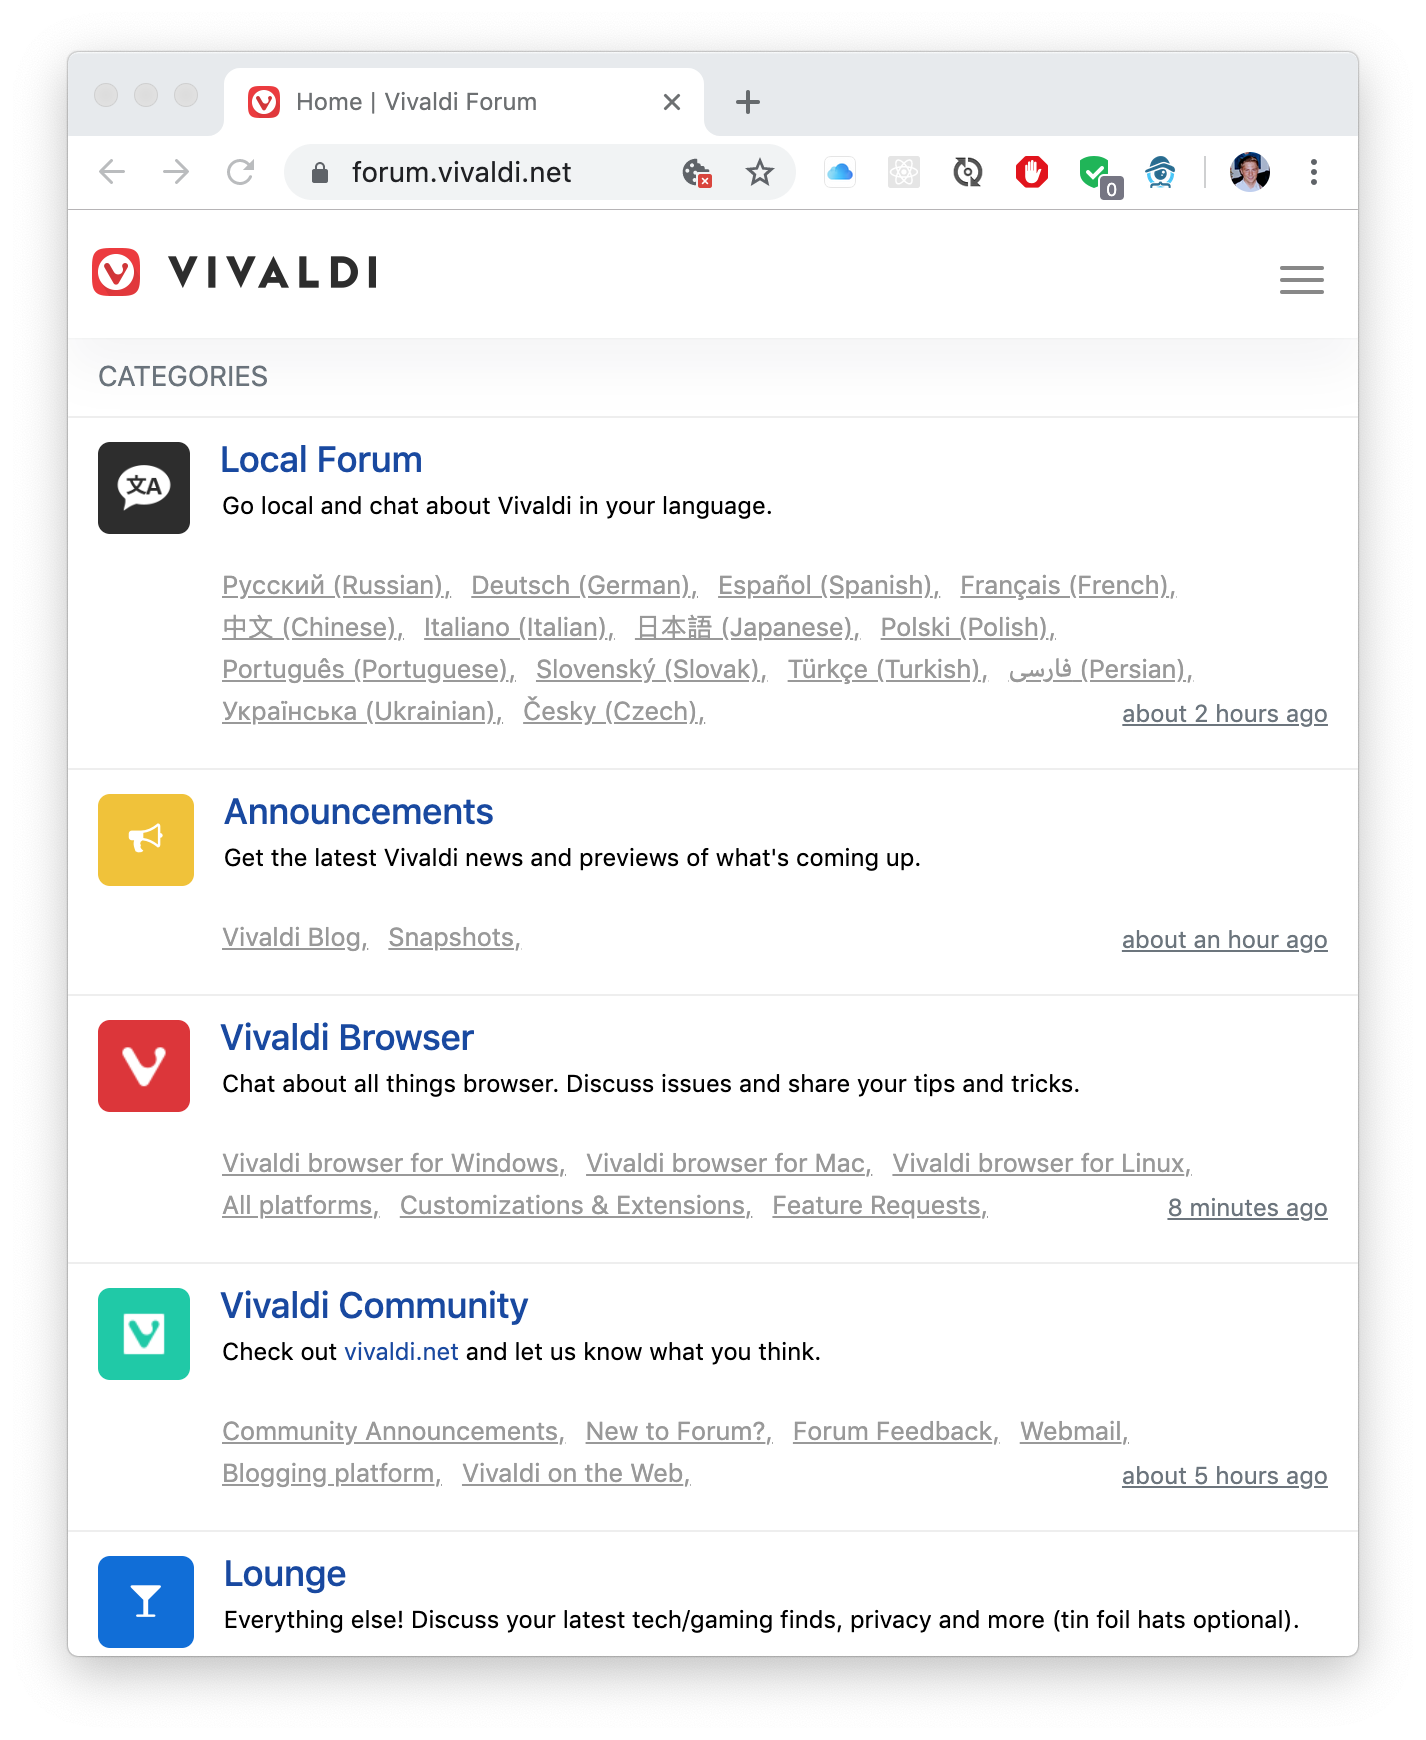 Home | Vivaldi Forum
forum.vivaldi.net
0
VIVALDI
CATEGORIES
文A
Local Forum
Go local and chat about Vivaldi in your language.
Русский (Russian), Deutsch (German), Español (Spanish), Français (French),
中文 (Chinese), Italiano (Italian), 日本語 (Japanese), Polski (Polish),
Português (Portuguese), Slovenský (Slovak), Türkçe (Turkish), فارسی (Persian),
Українська (Ukrainian), Česky (Czech),
about 2 hours ago
Announcements
Get the latest Vivaldi news and previews of what's coming up.
Vivaldi Blog, Snapshots,
about an hour ago
Vivaldi Browser
Chat about all things browser. Discuss issues and share your tips and tricks.
Vivaldi browser for Windows, Vivaldi browser for Mac, Vivaldi browser for Linux,
All platforms, Customizations & Extensions, Feature Requests,
8 minutes ago
Vivaldi Community
Check out vivaldi.net and let us know what you think.
Community Announcements, New to Forum?, Forum Feedback, Webmail,
Blogging platform, Vivaldi on the Web,
about 5 hours ago
Lounge
Everything else! Discuss your latest tech/gaming finds, privacy and more (tin foil hats optional).